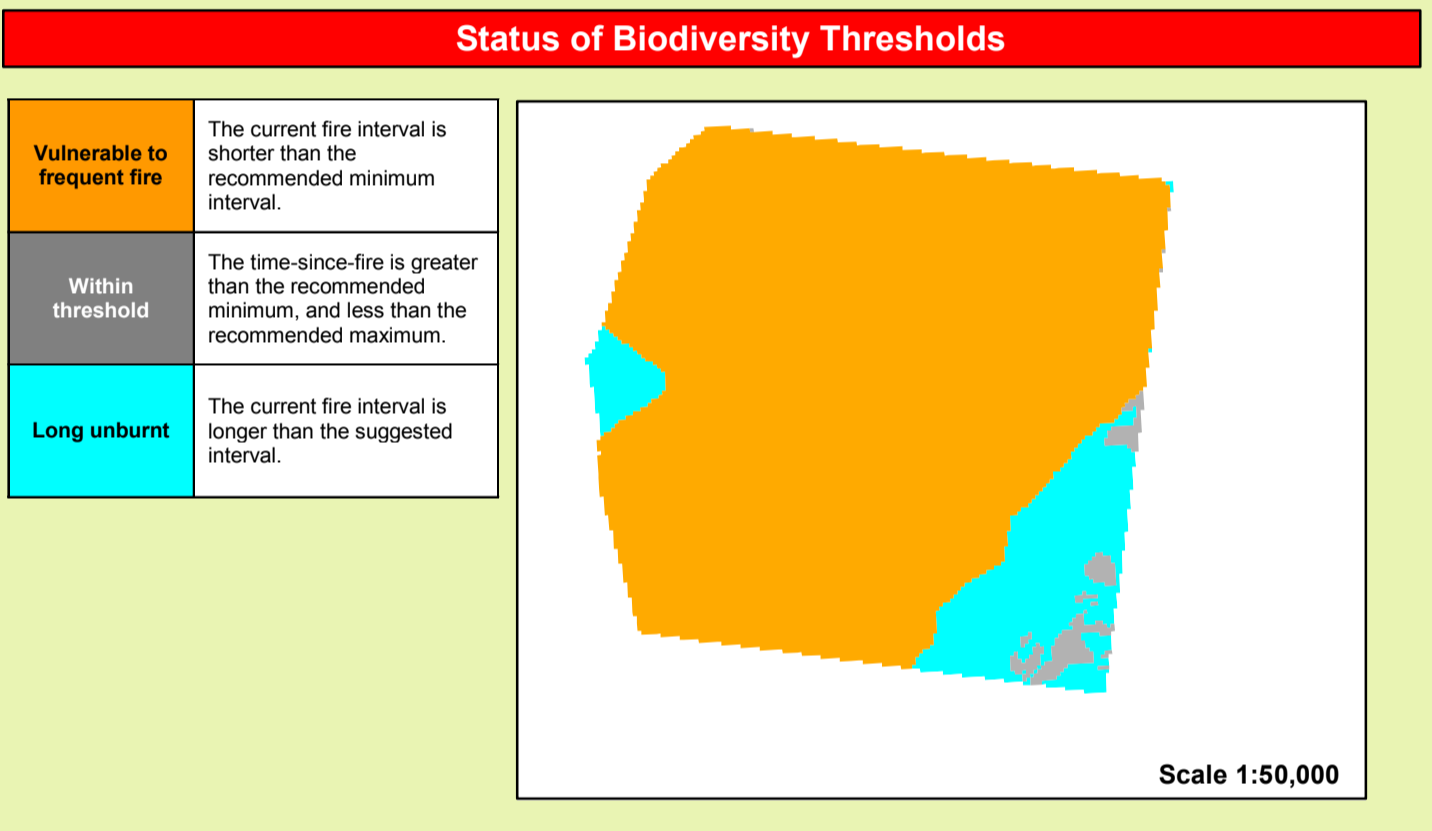 Status of Biodiversity Thresholds
Vulnerable to
frequent fire
The current fire interval is
shorter than the
recommended minimum
interval.
Within
threshold
The time-since-fire is greater
than the recommended
minimum, and less than the
recommended maximum.
Long unburnt
The current fire interval is
longer than the suggested
interval.
Scale 1:50,000